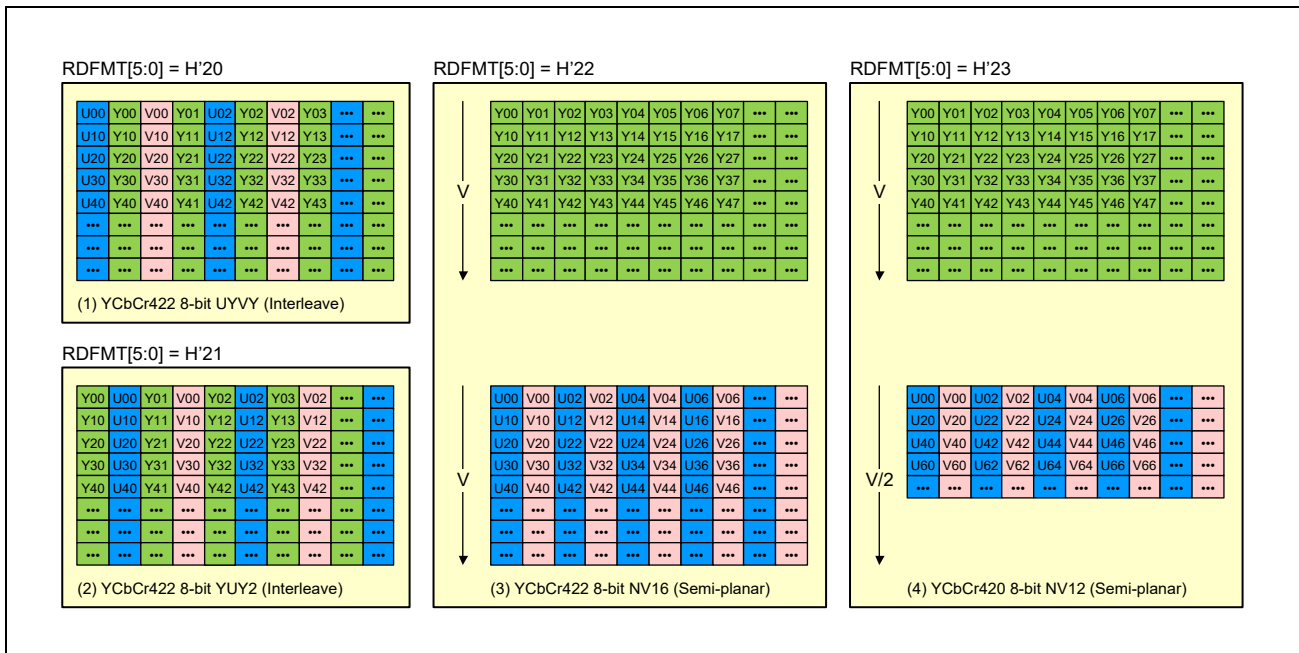 RDFMT[5:0] = H'20
U00 Y00 V00 Y01 U02 Y02 V02 Y03 ••• •••
U10 Y10 V10 Y11 U12 Y12 V12 Y13 ••• •••
U20 Y20 V20 Y21 U22 Y22 V22 Y23 ••• •••
U30 Y30 V30 Y31 U32 Y32 V32 Y33 ••• •••
U40 Y40 V40 Y41 U42 Y42 V42 Y43 ••• •••
••• ••• ••• ••• ••• ••• ••• ••• ••• •••
••• ••• ••• ••• ••• ••• ••• ••• ••• •••
••• ••• ••• ••• ••• ••• ••• ••• ••• •••
(1) YCbCr422 8-bit UYVY (Interleave)
RDFMT[5:0] = H'21
Y00 U00 Y01 V00 Y02 U02 Y03 V02 ••• •••
Y10 U10 Y11 V10 Y12 U12 Y13 V12 ••• •••
Y20 U20 Y21 V20 Y22 U22 Y23 V22 ••• •••
Y30 U30 Y31 V30 Y32 U32 Y33 V32 ••• •••
Y40 U40 Y41 V40 Y42 U42 Y43 V42 ••• •••
••• ••• ••• ••• ••• ••• ••• ••• ••• •••
••• ••• ••• ••• ••• ••• ••• ••• ••• •••
••• ••• ••• ••• ••• ••• ••• ••• ••• •••
(2) YCbCr422 8-bit YUY2 (Interleave)
RDFMT[5:0] = H'22
Y00 Y01 Y02 Y03 Y04 Y05 Y06 Y07 ••• •••
Y10 Y11 Y12 Y13 Y14 Y15 Y16 Y17 ••• •••
Y20 Y21 Y22 Y23 Y24 Y25 Y26 Y27 ••• •••
Y30 Y31 Y32 Y33 Y34 Y35 Y36 Y37 ••• •••
Y40 Y41 Y42 Y43 Y44 Y45 Y46 Y47 ••• •••
••• ••• ••• ••• ••• ••• ••• ••• ••• •••
••• ••• ••• ••• ••• ••• ••• ••• ••• •••
••• ••• ••• ••• ••• ••• ••• ••• ••• •••
V
U00 V00 U02 V02 U04 V04 U06 V06 ••• •••
U10 V10 U12 V12 U14 V14 U16 V16 ••• •••
U20 V20 U22 V22 U24 V24 U26 V26 ••• •••
U30 V30 U32 V32 U34 V34 U36 V36 ••• •••
U40 V40 U42 V42 U44 V44 U46 V46 ••• •••
••• ••• ••• ••• ••• ••• ••• ••• ••• •••
••• ••• ••• ••• ••• ••• ••• ••• ••• •••
••• ••• ••• ••• ••• ••• ••• ••• ••• •••
V
(3) YCbCr422 8-bit NV16 (Semi-planar)
RDFMT[5:0] = H'23
Y00 Y01 Y02 Y03 Y04 Y05 Y06 Y07 ••• •••
Y10 Y11 Y12 Y13 Y14 Y15 Y16 Y17 ••• •••
Y20 Y21 Y22 Y23 Y24 Y25 Y26 Y27 ••• •••
Y30 Y31 Y32 Y33 Y34 Y35 Y36 Y37 ••• •••
Y40 Y41 Y42 Y43 Y44 Y45 Y46 Y47 ••• •••
••• ••• ••• ••• ••• ••• ••• ••• ••• •••
••• ••• ••• ••• ••• ••• ••• ••• ••• •••
••• ••• ••• ••• ••• ••• ••• ••• ••• •••
V
U00 V00 U02 V02 U04 V04 U06 V06 ••• •••
U20 V20 U22 V22 U24 V24 U26 V26 ••• •••
U40 V40 U42 V42 U44 V44 U46 V46 ••• •••
U60 V60 U62 V62 U64 V64 U66 V66 ••• •••
••• ••• ••• ••• ••• ••• ••• ••• ••• •••
V/2
(4) YCbCr420 8-bit NV12 (Semi-planar)